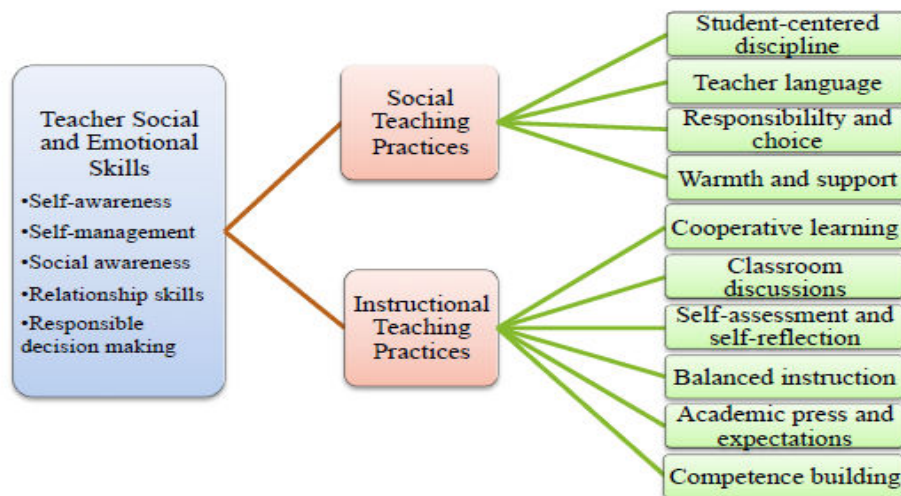 Teacher Social
and Emotional
Skills
•Self-awareness
•Self-management
•Social awareness
•Relationship skills
•Responsible
decision making
Social
Teaching
Practices
Instructional
Teaching
Practices
Student-centered
discipline
Teacher language
Responsibililty and
choice
Warmth and support
Cooperative learning
Classroom
discussions
Self-assessment and
self-reflection
Balanced instruction
Academic press and
expectations
Competence building